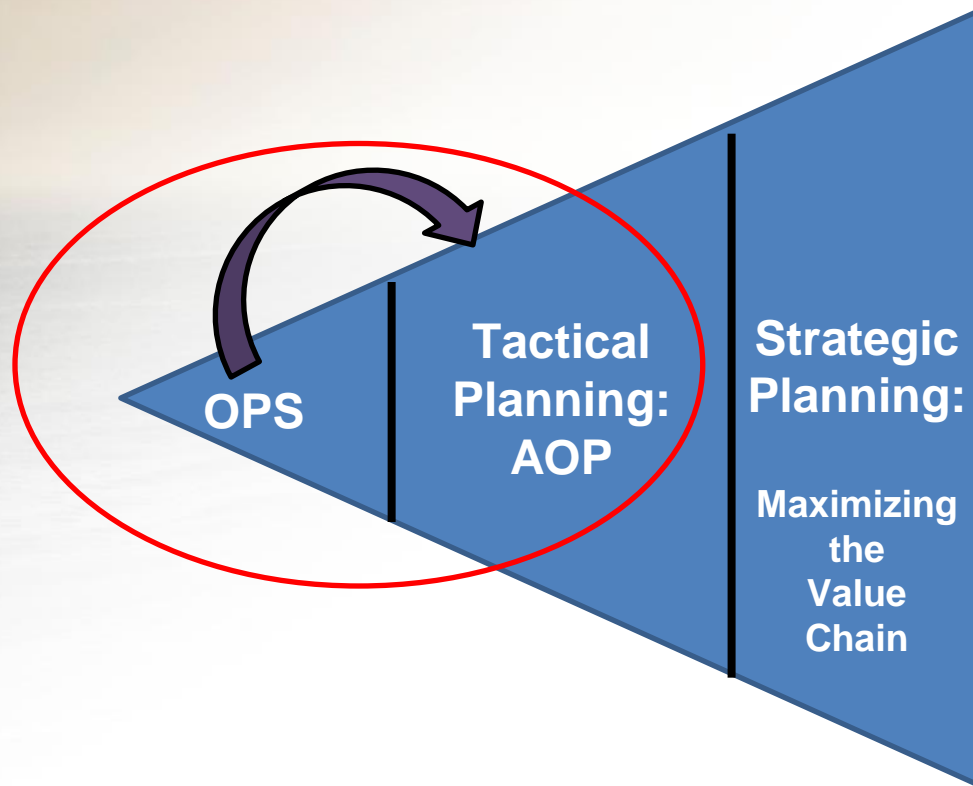 OPS
Tactical
Planning:
AOP
Strategic
Planning:
Maximizing
the
Value
Chain